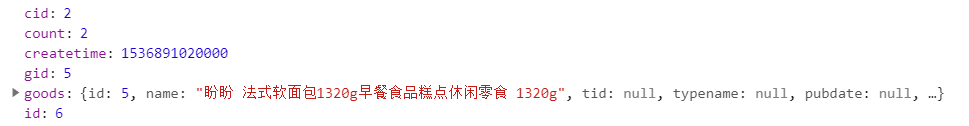 cid: 2
count: 2
createtime: 1536891020000
gid: 5
goods: {id: 5, name: "盼盼 法式软面包1320g早餐食品糕点休闲零食 1320g", tid: null, typename: null, pubdate: null, …}
id: 6